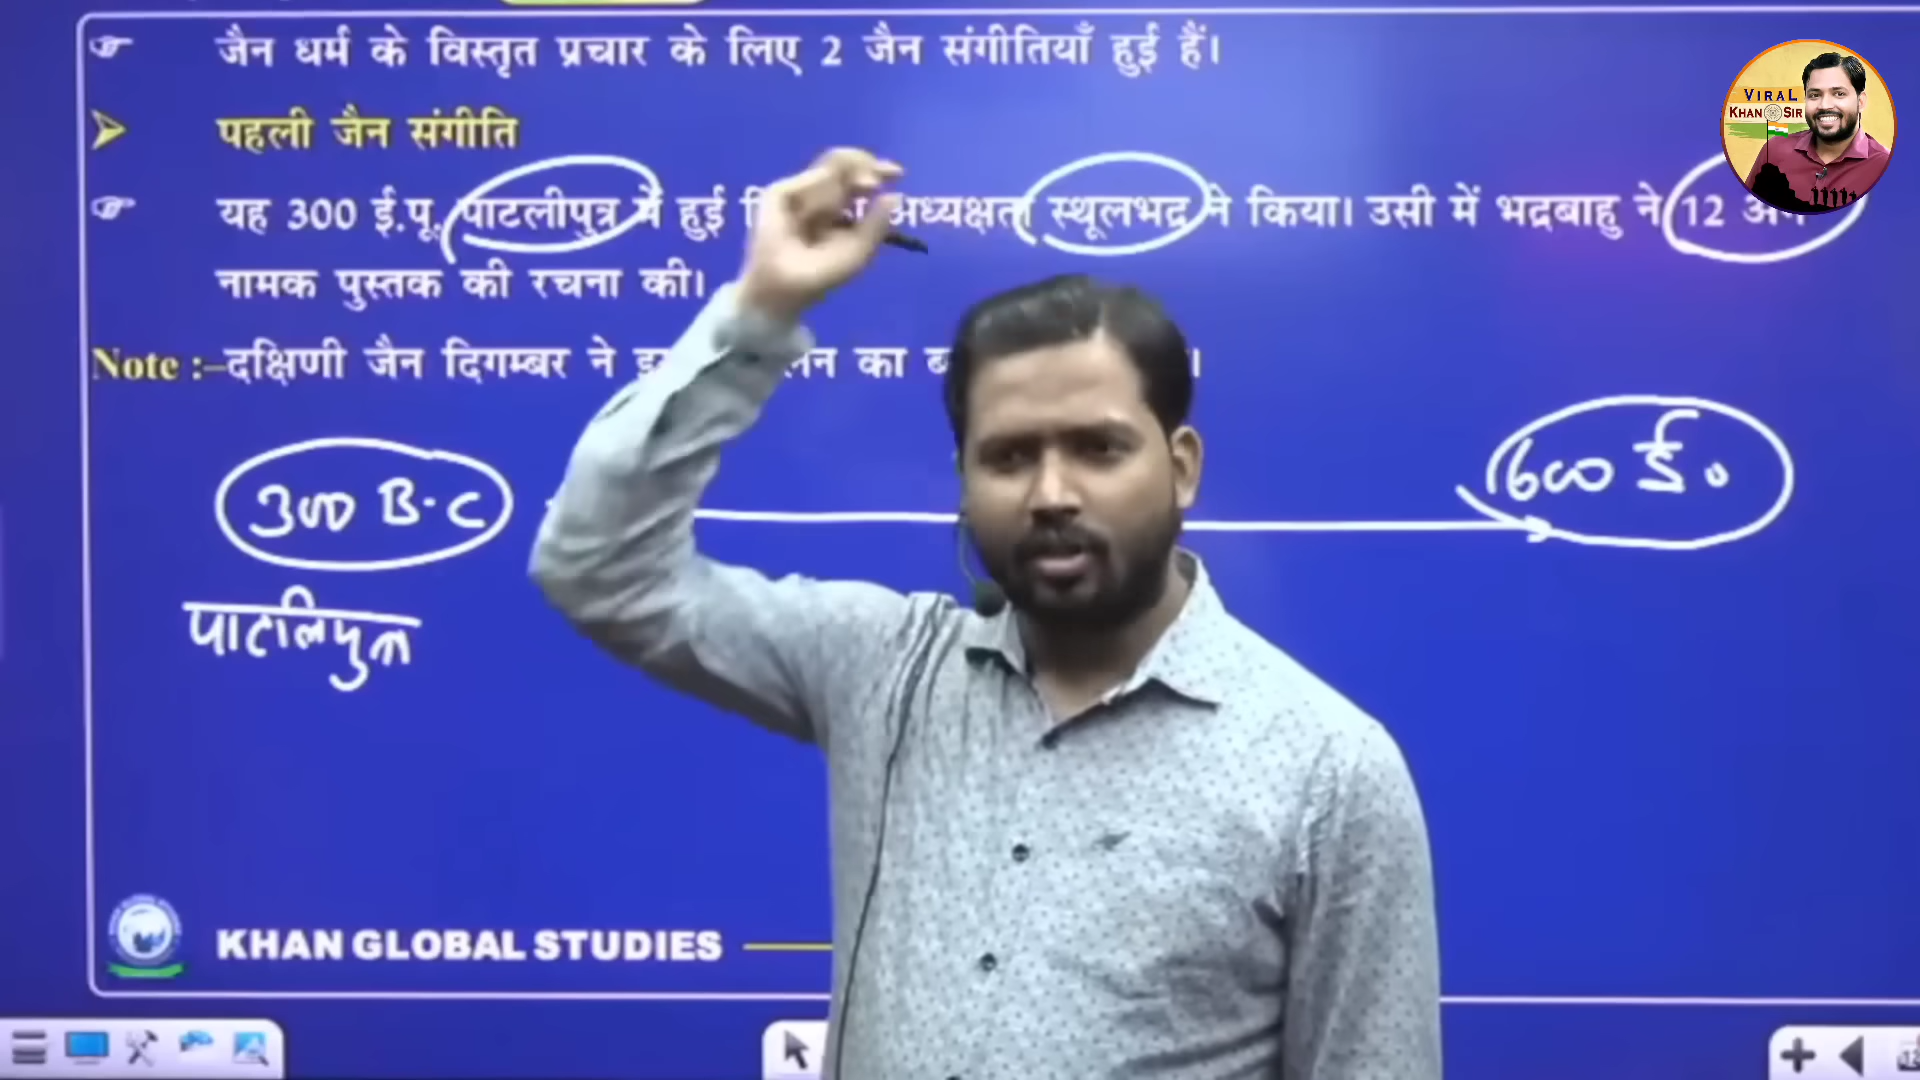 जैन धर्म के विस्तृत प्रचार के लिए 2 जैन संगीतियाँ हुई हैं।
VIRAL
KHAN SIR
पहली जैन संगीति
यह 300 ई.पू. पाटलीपुत्र में हुई अध्यक्षता स्थूलभद्र ने किया। उसी में भद्रबाहु ने 12
नामक पुस्तक की रचना की।
Note :–दक्षिणी जैन दिगम्बर ने का
300 B.C
600 ई०
पाटलिपुत्र
KHAN GLOBAL STUDIES